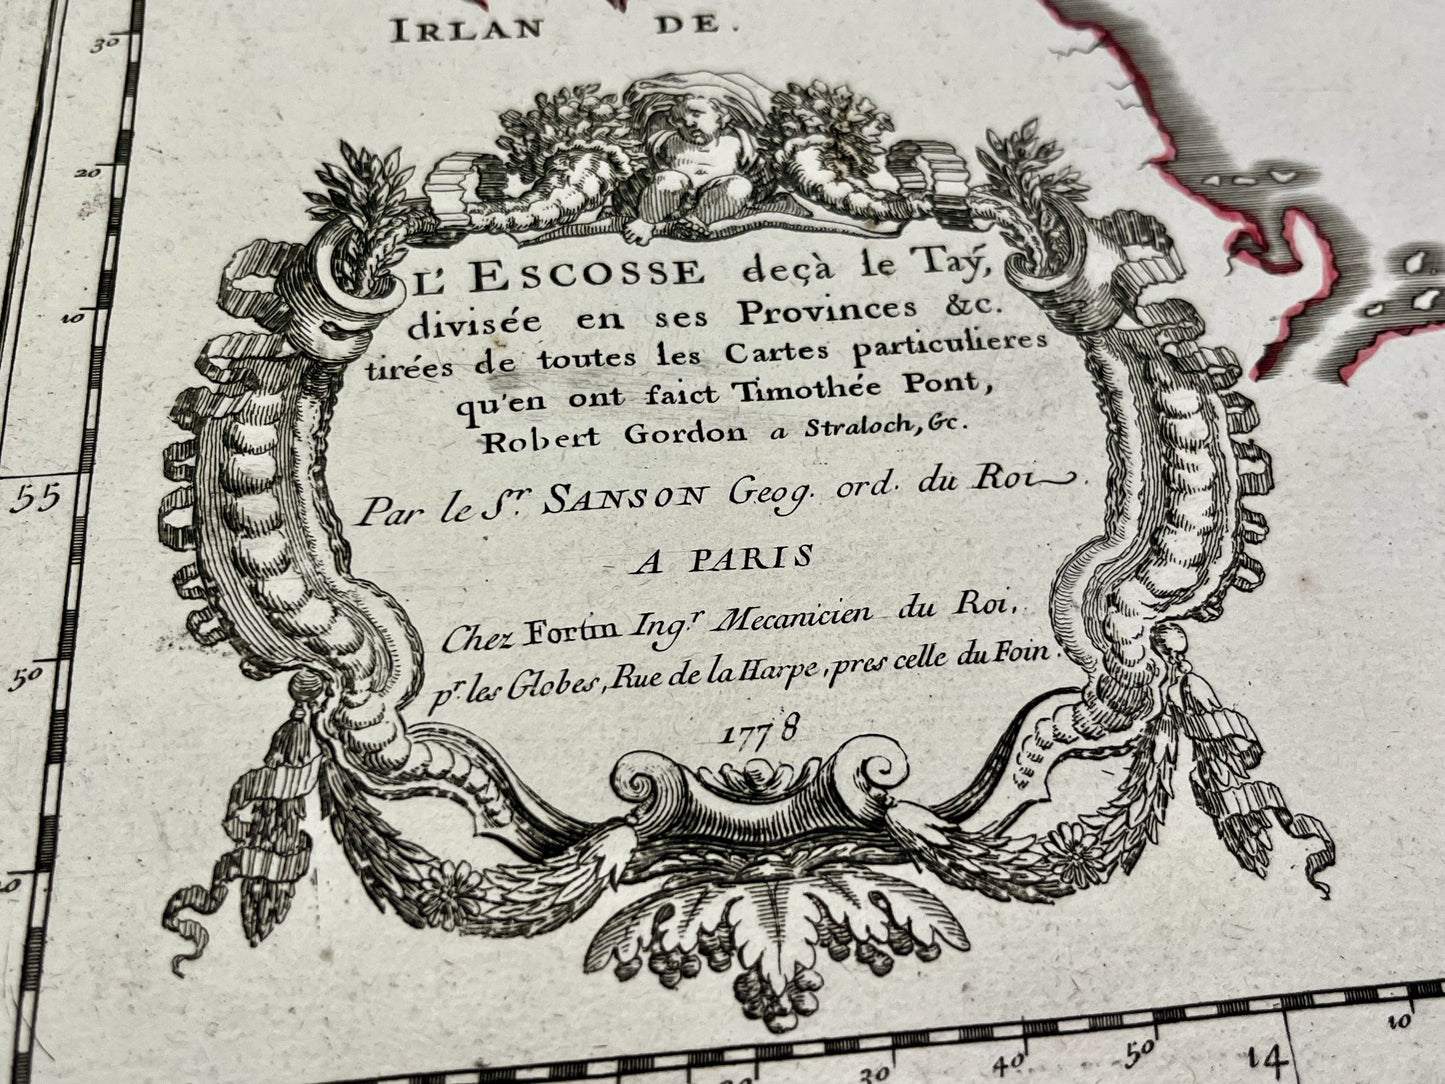 IRLAN DE.
30
20
10
55
50
L'ESCOSSE deçà le Taÿ,
divisée en ses Provinces &c.
tirées de toutes les Cartes particulieres
qu'en ont faict Timothée Pont,
Robert Gordon a Straloch, &c.
Par le Sr. SANSON Geog. ord. du Roi.
A PARIS
Chez Fortin Ingr. Mecanicien du Roi,
pr. les Globes, Rue de la Harpe, pres celle du Foin.
1778
30
40
50
14
10